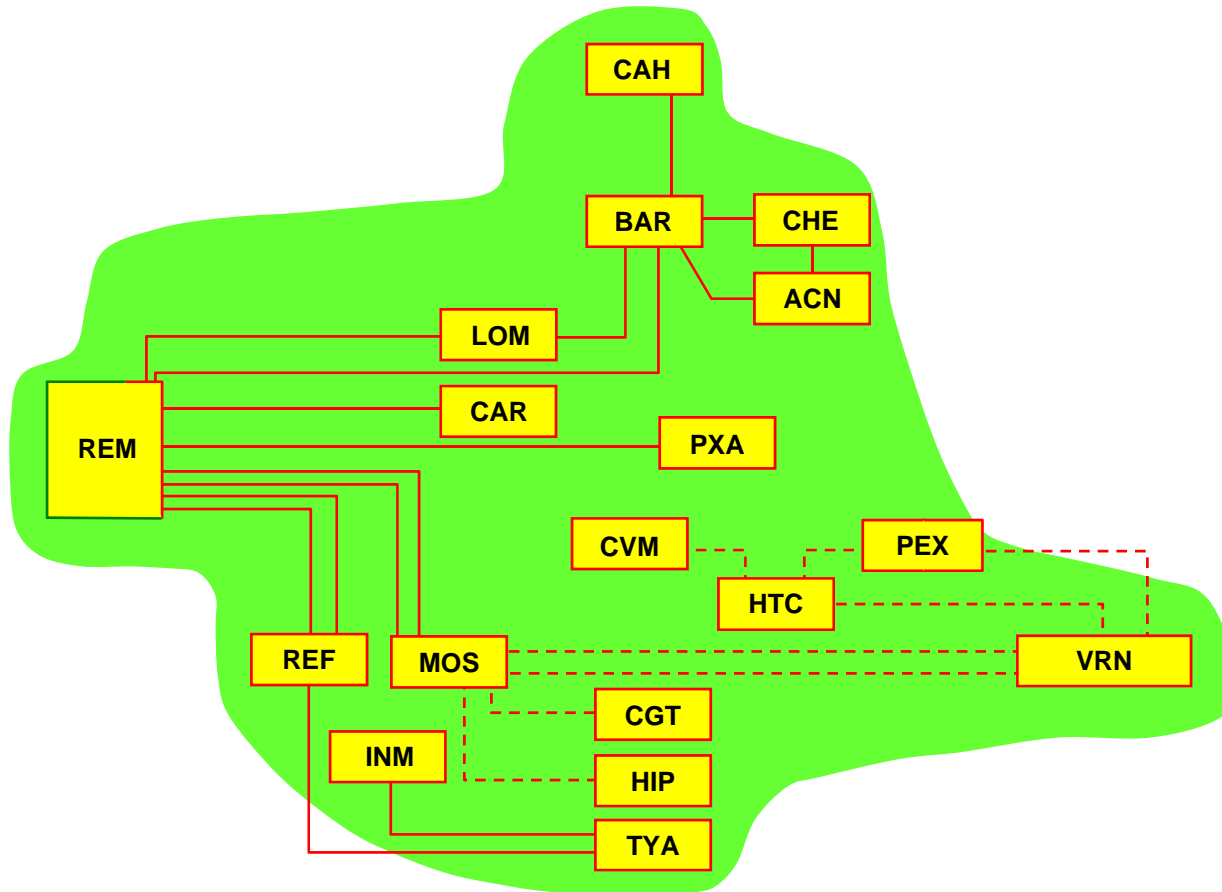 CAH
BAR
CHE
ACN
LOM
CAR
REM
PXA
CVM
PEX
HTC
REF
MOS
VRN
CGT
INM
HIP
TYA